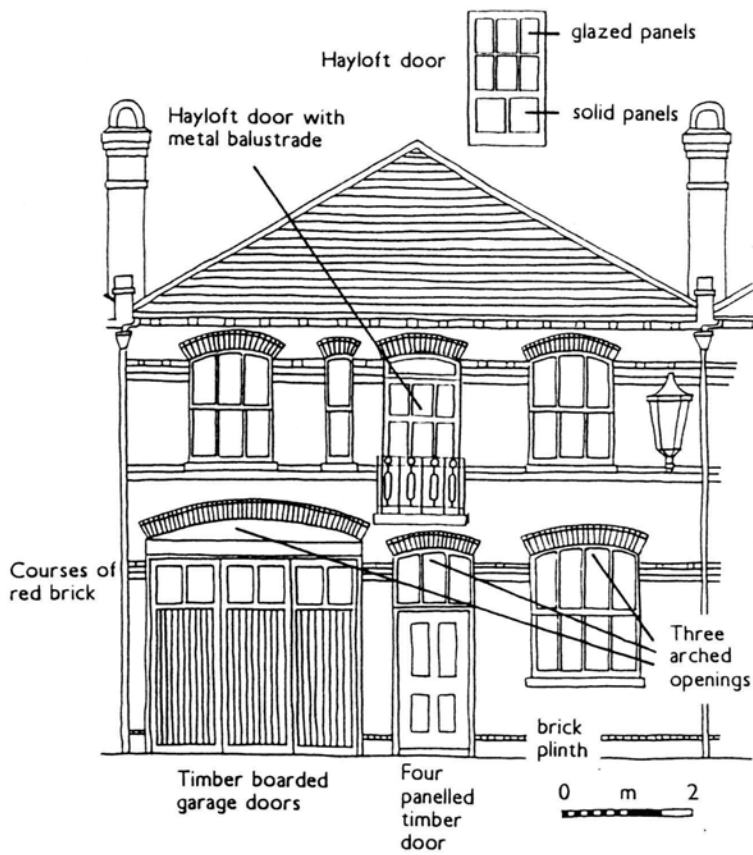 glazed panels
Hayloft door
solid panels
Hayloft door with
metal balustrade
Courses of
red brick
Three
arched
openings
brick
plinth
Timber boarded
garage doors
Four
panelled
timber
door
0 m 2